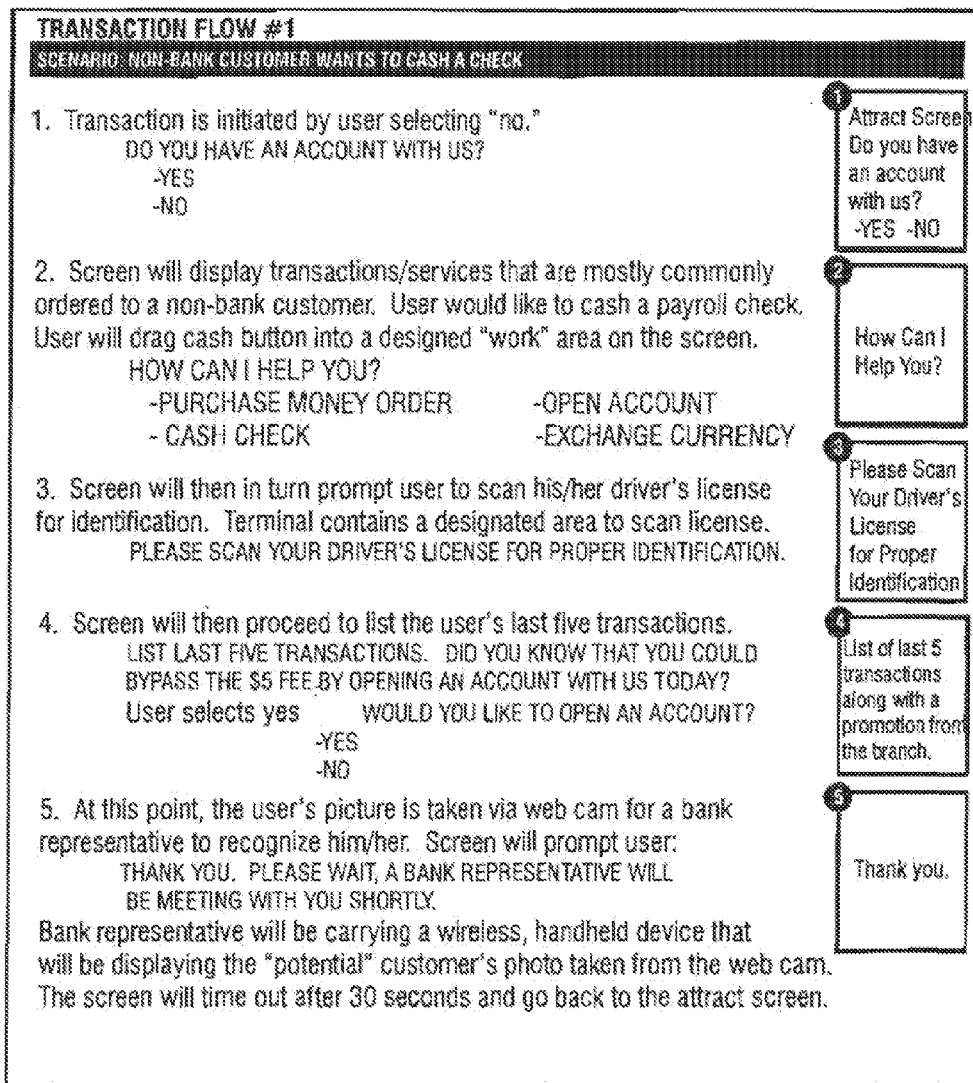 TRANSACTION FLOW #1
SCENARIO: NON-BANK CUSTOMER WANTS TO CASH A CHECK
1. Transaction is initiated by user selecting "no."
DO YOU HAVE AN ACCOUNT WITH US?
-YES
-NO
1
Attract Screen
Do you have
an account
with us?
-YES -NO
2. Screen will display transactions/services that are mostly commonly
ordered to a non-bank customer. User would like to cash a payroll check.
User will drag cash button into a designed "work" area on the screen.
HOW CAN I HELP YOU?
-PURCHASE MONEY ORDER -OPEN ACCOUNT
- CASH CHECK -EXCHANGE CURRENCY
2
How Can I
Help You?
3. Screen will then in turn prompt user to scan his/her driver's license
for identification. Terminal contains a designated area to scan license.
PLEASE SCAN YOUR DRIVER'S LICENSE FOR PROPER IDENTIFICATION.
3
Please Scan
Your Driver's
License
for Proper
Identification
4. Screen will then proceed to list the user's last five transactions.
LIST LAST FIVE TRANSACTIONS. DID YOU KNOW THAT YOU COULD
BYPASS THE $5 FEE BY OPENING AN ACCOUNT WITH US TODAY?
User selects yes WOULD YOU LIKE TO OPEN AN ACCOUNT?
-YES
-NO
4
List of last 5
transactions
along with a
promotion from
the branch.
5. At this point, the user's picture is taken via web cam for a bank
representative to recognize him/her. Screen will prompt user:
THANK YOU. PLEASE WAIT, A BANK REPRESENTATIVE WILL
BE MEETING WITH YOU SHORTLY.
Bank representative will be carrying a wireless, handheld device that
will be displaying the "potential" customer's photo taken from the web cam.
The screen will time out after 30 seconds and go back to the attract screen.
5
Thank you.